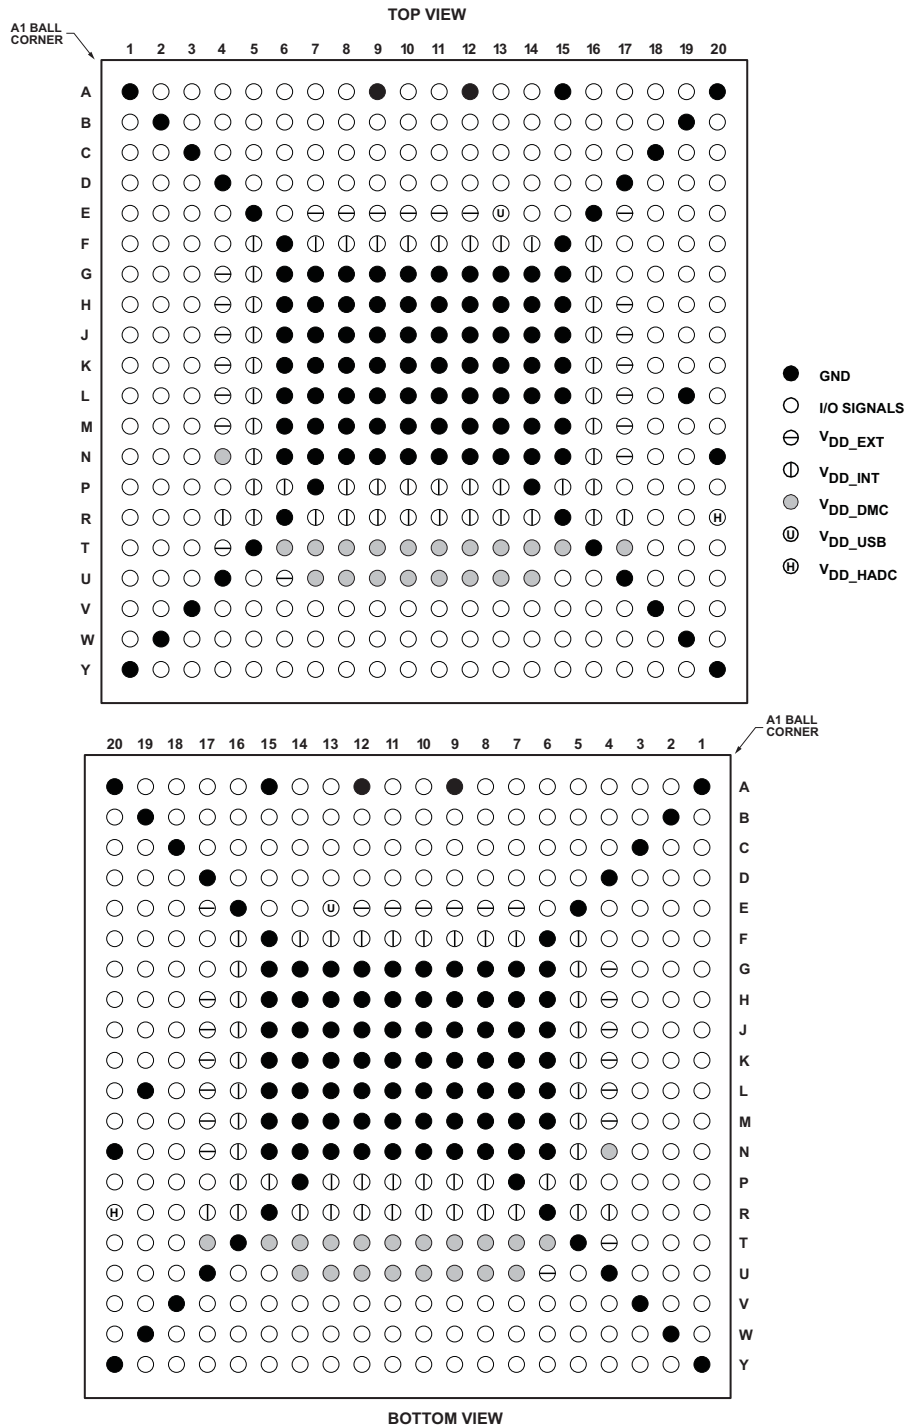 TOP VIEW
A1 BALL
CORNER
1 2 3 4 5 6 7 8 9 10 11 12 13 14 15 16 17 18 19 20
A
B
C
D
E
U
F
G
H
J
K
L
M
N
P
R
H
T
U
V
W
Y
GND
I/O SIGNALS
VDD_EXT
VDD_INT
VDD_DMC
U VDD_USB
H VDD_HADC
A1 BALL
CORNER
20 19 18 17 16 15 14 13 12 11 10 9 8 7 6 5 4 3 2 1
A
B
C
D
U E
F
G
H
J
K
L
M
N
P
H R
T
U
V
W
Y
BOTTOM VIEW